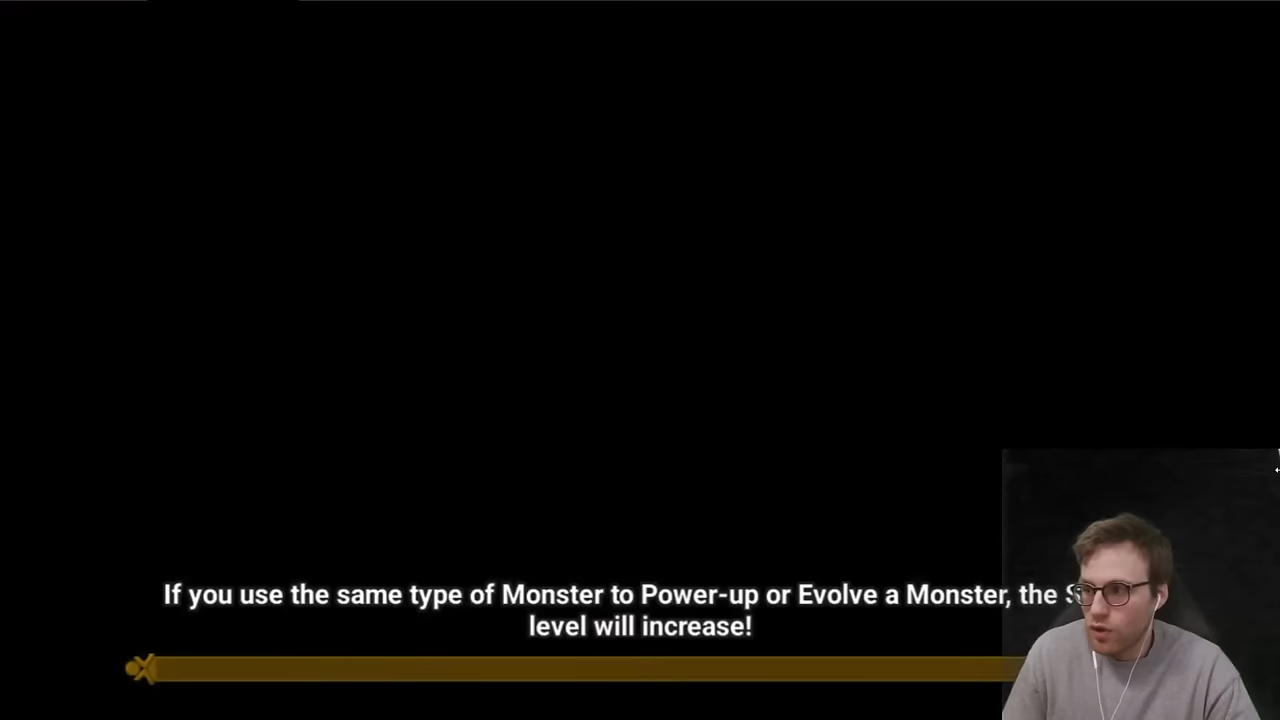 If you use the same type of Monster to Power-up or Evolve a Monster, the
level will increase!